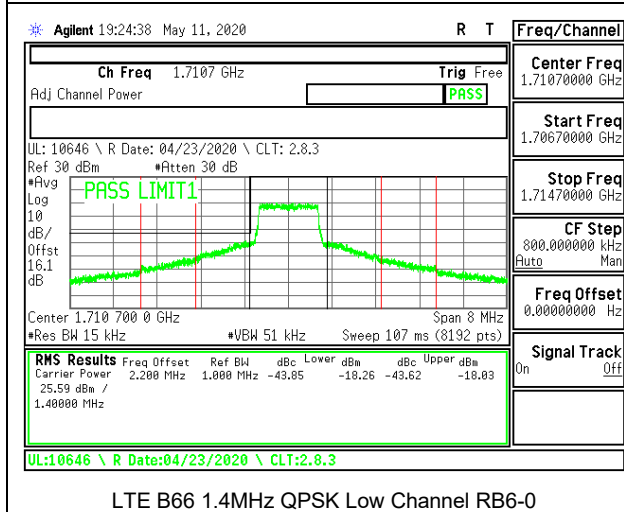 Agilent 19:24:38 May 11, 2020 R T
Freq/Channel
Ch Freq 1.7107 GHz Trig Free
Adj Channel Power PASS
UL: 10646 \ R Date: 04/23/2020 \ CLT: 2.8.3
Ref 30 dBm #Atten 30 dB
#Avg
Log
10
dB/
Offst
16.1
dB
PASS LIMIT1
Center 1.710 700 0 GHz Span 8 MHz
#Res BW 15 kHz #VBW 51 kHz Sweep 107 ms (8192 pts)
RMS Results Freq Offset Ref BW dBc Lower dBm dBc Upper dBm
Carrier Power 2.200 MHz 1.000 MHz -43.85 -18.26 -43.62 -18.03
25.59 dBm /
1.40000 MHz
UL:10646 \ R Date:04/23/2020 \ CLT:2.8.3
Center Freq
1.71070000 GHz
Start Freq
1.70670000 GHz
Stop Freq
1.71470000 GHz
CF Step
800.000000 kHz
Auto Man
Freq Offset
0.00000000 Hz
Signal Track
On Off
LTE B66 1.4MHz QPSK Low Channel RB6-0